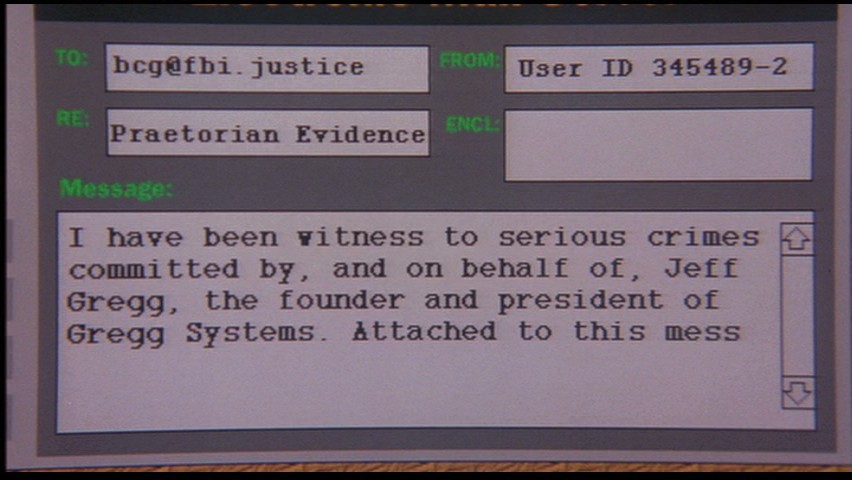 TO: bcg@fbi.justice FROM: User ID 345489-2
RE: Praetorian Evidence ENCL:
Message:
I have been witness to serious crimes
committed by, and on behalf of, Jeff
Gregg, the founder and president of
Gregg Systems. Attached to this mess